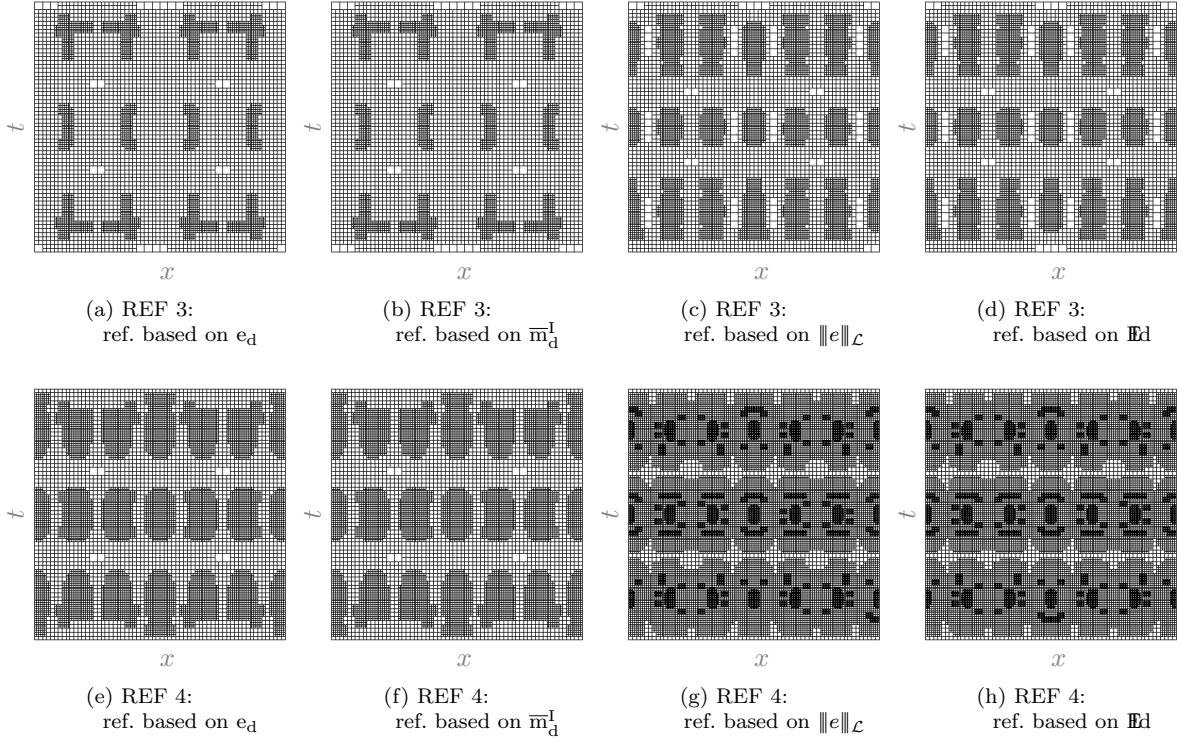 t t t t
x x x x
(a) REF 3: (b) REF 3: (c) REF 3: (d) REF 3:
ref. based on e_d ref. based on m̅_d^I ref. based on |||e|||_ℒ ref. based on
t t t t
x x x x
(e) REF 4: (f) REF 4: (g) REF 4: (h) REF 4:
ref. based on e_d ref. based on m̅_d^I ref. based on |||e|||_ℒ ref. based on